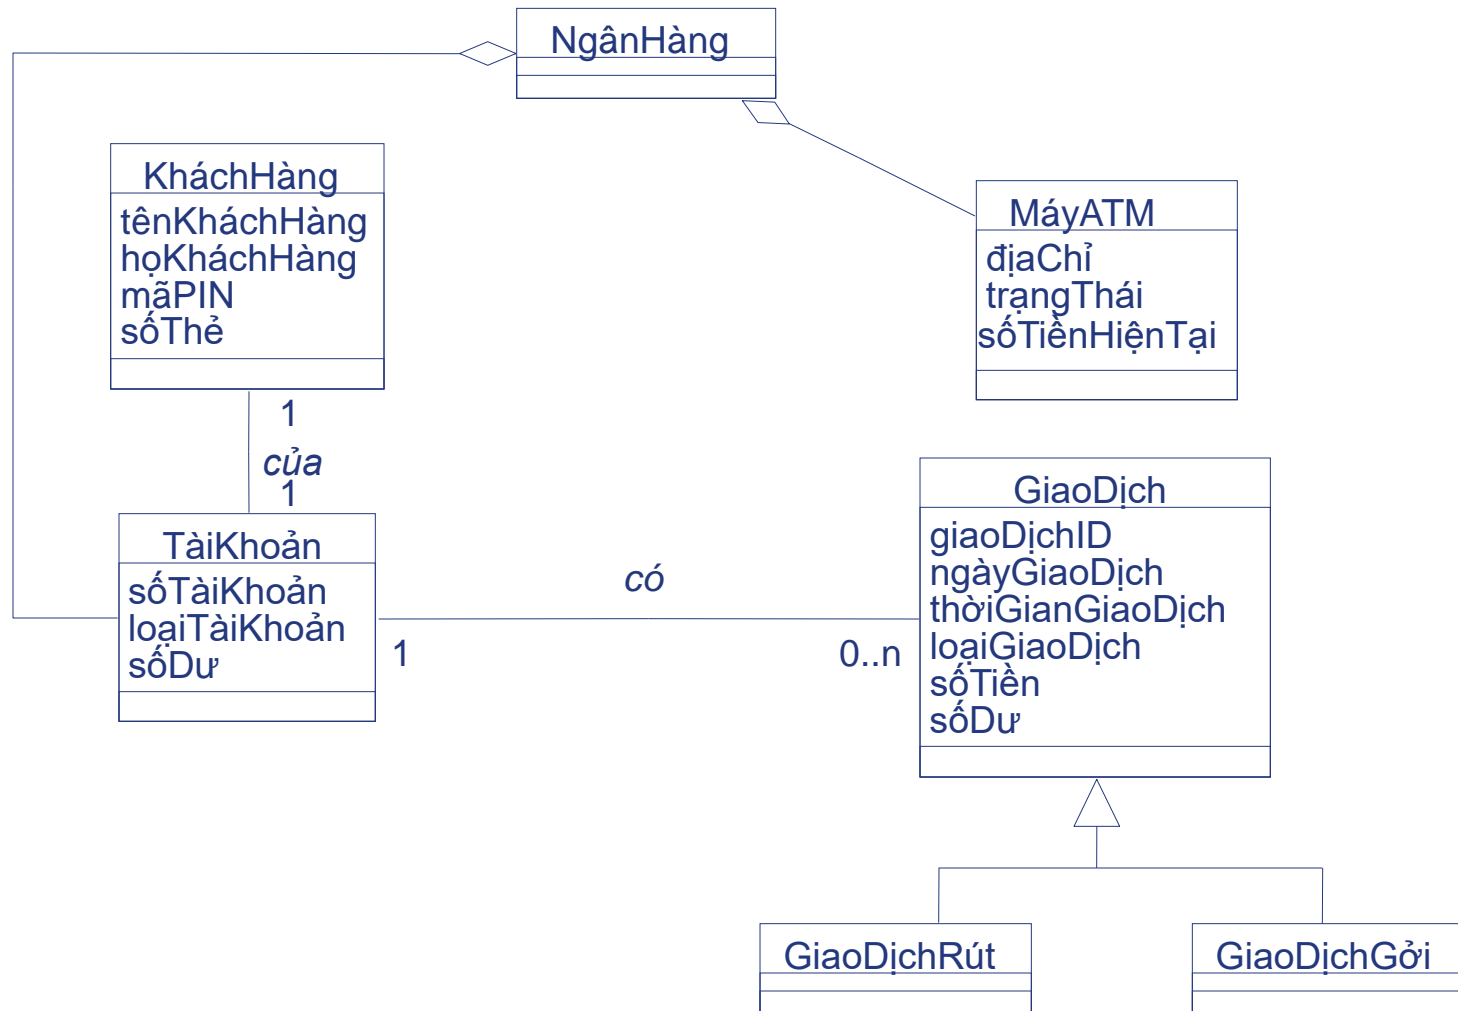 NgânHàng
KháchHàng
tênKháchHàng
họKháchHàng
mãPIN
sốThẻ
MáyATM
địaChỉ
trạngThái
sốTiềnHiệnTại
1
của
1
TàiKhoản
sốTàiKhoản
loạiTàiKhoản
sốDư
có
1
0..n
GiaoDịch
giaoDịchID
ngàyGiaoDịch
thờiGianGiaoDịch
loạiGiaoDịch
sốTiền
sốDư
GiaoDịchRút
GiaoDịchGởi